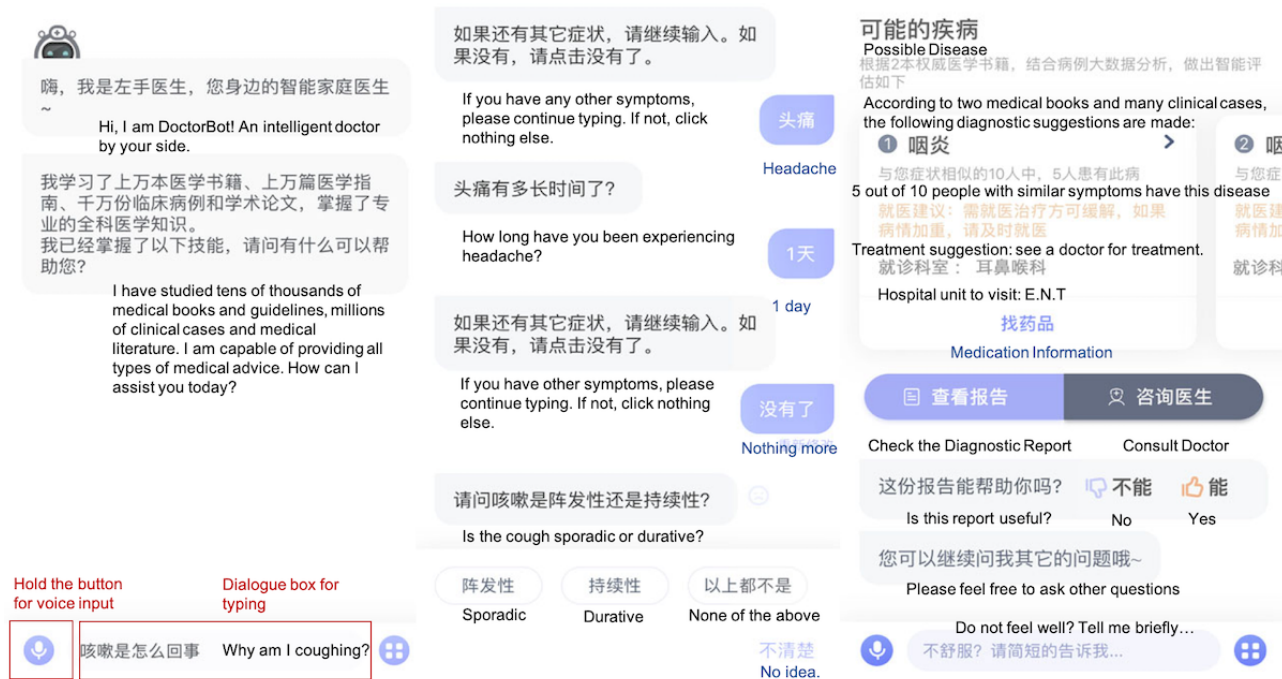 嗨，我是左手医生，您身边的智能家庭医生
~
Hi, I am DoctorBot! An intelligent doctor
by your side.
我学习了上万本医学书籍、上万篇医学指
南、千万份临床病例和学术论文，掌握了专
业的全科医学知识。
我已经掌握了以下技能，请问有什么可以帮
助您？
I have studied tens of thousands of
medical books and guidelines, millions
of clinical cases and medical
literature. I am capable of providing all
types of medical advice. How can I
assist you today?
Hold the button
for voice input
Dialogue box for
typing
咳嗽是怎么回事
Why am I coughing?
如果还有其它症状，请继续输入。如
果没有，请点击没有了。
If you have any other symptoms,
please continue typing. If not, click
nothing else.
头痛
Headache
头痛有多长时间了？
How long have you been experiencing
headache?
1天
1 day
如果还有其它症状，请继续输入。如
果没有，请点击没有了。
If you have other symptoms, please
continue typing. If not, click nothing
else.
没有了
Nothing more
请问咳嗽是阵发性还是持续性？
Is the cough sporadic or durative?
阵发性
持续性
以上都不是
Sporadic
Durative
None of the above
不清楚
No idea.
可能的疾病
Possible Disease
根据2本权威医学书籍，结合病例大数据分析，做出智能评
估如下
According to two medical books and many clinical cases,
the following diagnostic suggestions are made:
1 咽炎
2 咽
与您症状相似的10人中，5人患有此病
与您症
5 out of 10 people with similar symptoms have this disease
就医建议：需就医治疗方可缓解，如果
病情加重，请及时就医
就医建
病情加
Treatment suggestion: see a doctor for treatment.
就诊科室： 耳鼻喉科
就诊科
Hospital unit to visit: E.N.T
找药品
Medication Information
查看报告
咨询医生
Check the Diagnostic Report
Consult Doctor
这份报告能帮助你吗？
不能
能
Is this report useful?
No
Yes
您可以继续问我其它的问题哦~
Please feel free to ask other questions
Do not feel well? Tell me briefly…
不舒服？请简短的告诉我...